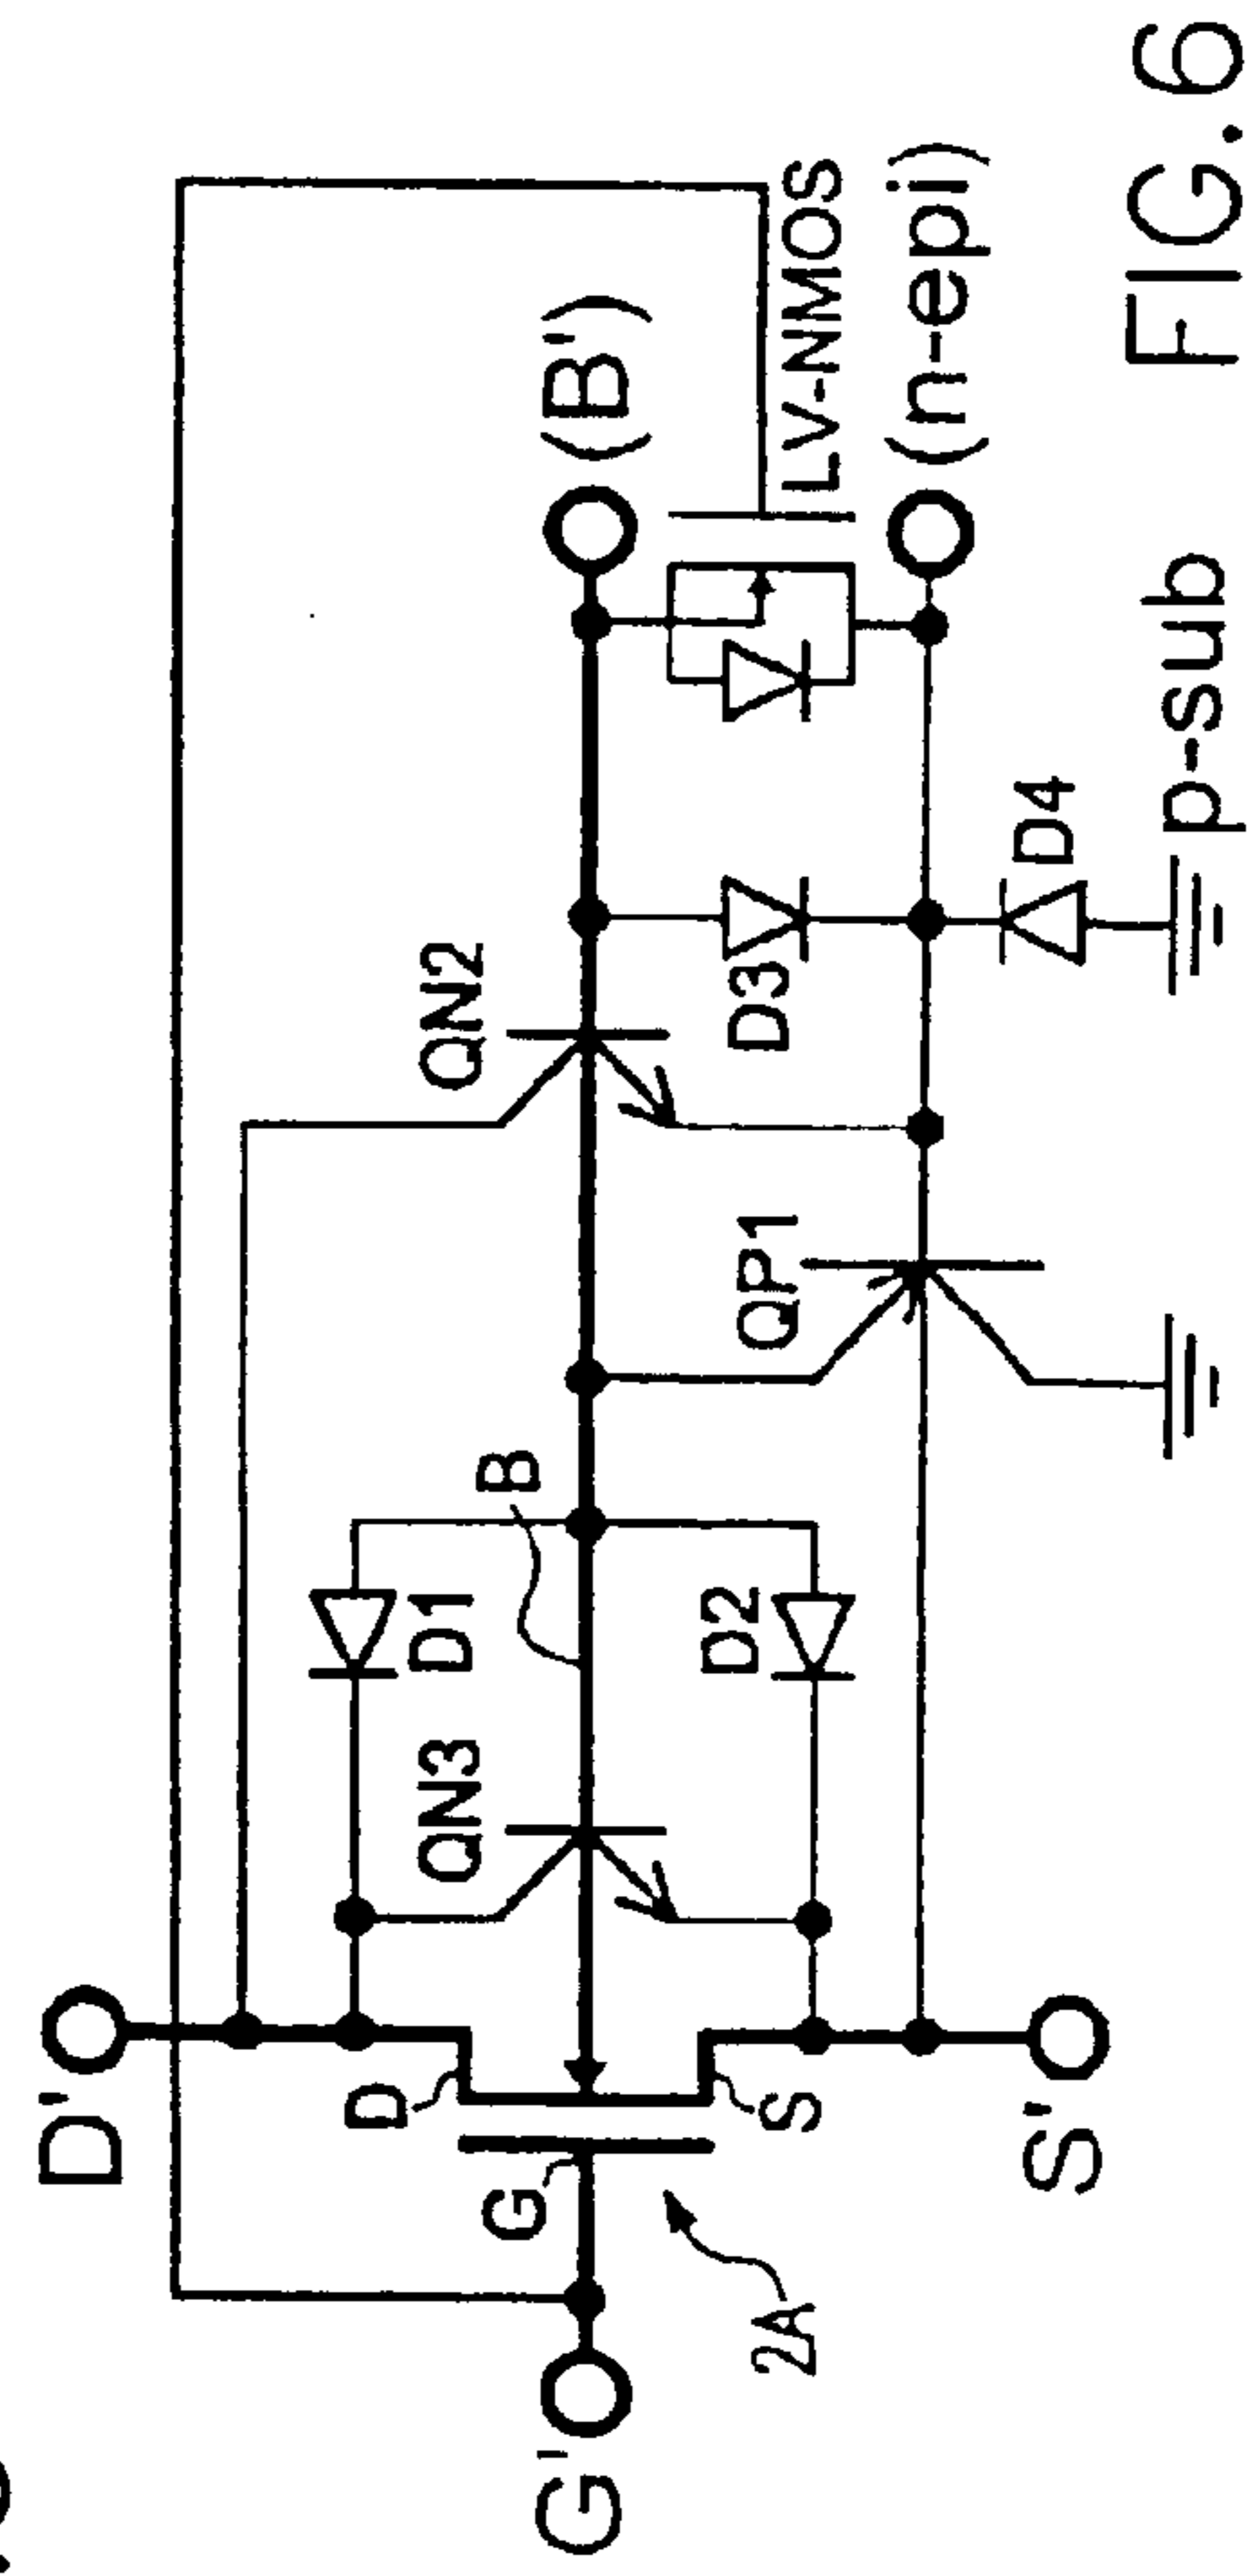 D'
G'
G
D
S
2A
S'
QN3
D1
D2
B
QP1
QN2
D3
D4
(B')
LV-NMOS
(n-epi)
p-sub
FIG.6